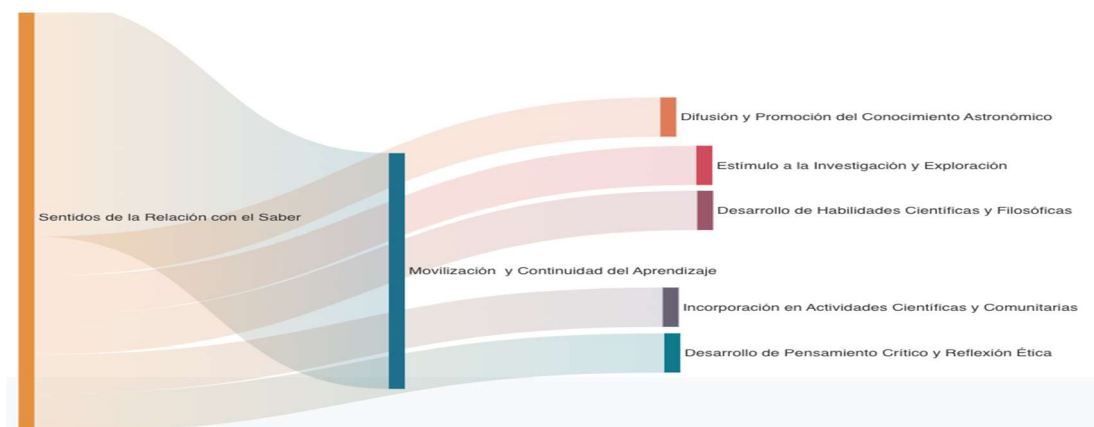 Difusión y Promoción del Conocimiento Astronómico
Estímulo a la Investigación y Exploración
Sentidos de la Relación con el Saber
Desarrollo de Habilidades Científicas y Filosóficas
Movilización y Continuidad del Aprendizaje
Incorporación en Actividades Científicas y Comunitarias
Desarrollo de Pensamiento Crítico y Reflexión Ética